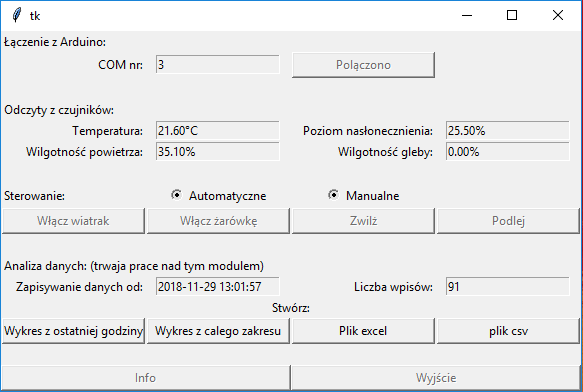 tk
Łączenie z Arduino:
COM nr: 3 Połączono
Odczyty z czujników:
Temperatura: 21.60°C Poziom nasłonecznienia: 25.50%
Wilgotność powietrza: 35.10% Wilgotność gleby: 0.00%
Sterowanie: Automatyczne Manualne
Włącz wiatrak Włącz żarówkę Zwilż Podlej
Analiza danych: (trwaja prace nad tym modulem)
Zapisywanie danych od: 2018-11-29 13:01:57 Liczba wpisów: 91
Stwórz:
Wykres z ostatniej godziny Wykres z calego zakresu Plik excel plik csv
Info Wyjście